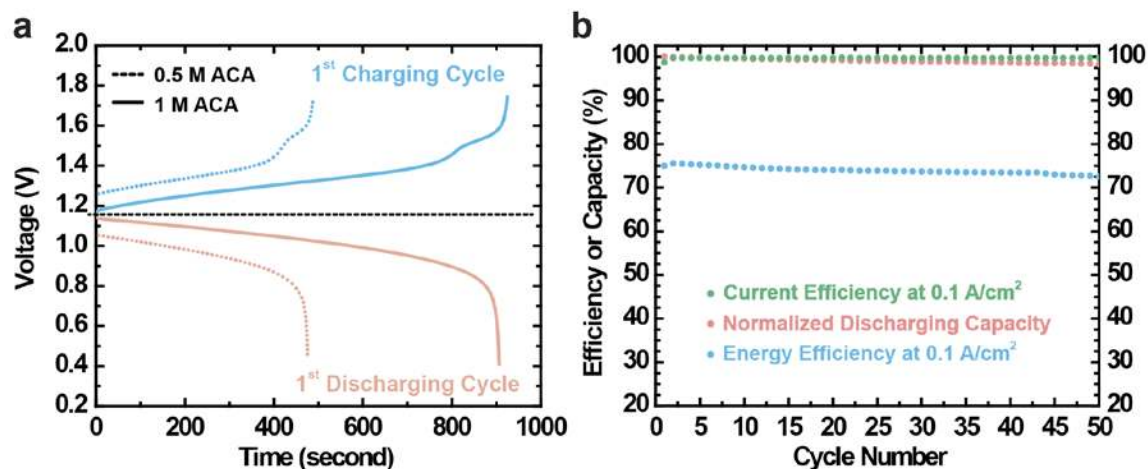 a
2.0
1.8
1.6
1.4
1.2
1.0
0.8
0.6
0.4
0.2
Voltage (V)
0.5 M ACA
1 M ACA
1st Charging Cycle
1st Discharging Cycle
0 200 400 600 800 1000
Time (second)
b
100
90
80
70
60
50
40
30
20
Efficiency or Capacity (%)
Current Efficiency at 0.1 A/cm²
Normalized Discharging Capacity
Energy Efficiency at 0.1 A/cm²
100
90
80
70
60
50
40
30
20
0 5 10 15 20 25 30 35 40 45 50
Cycle Number